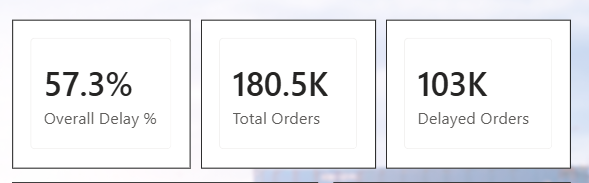 57.3%
Overall Delay %
180.5K
Total Orders
103K
Delayed Orders